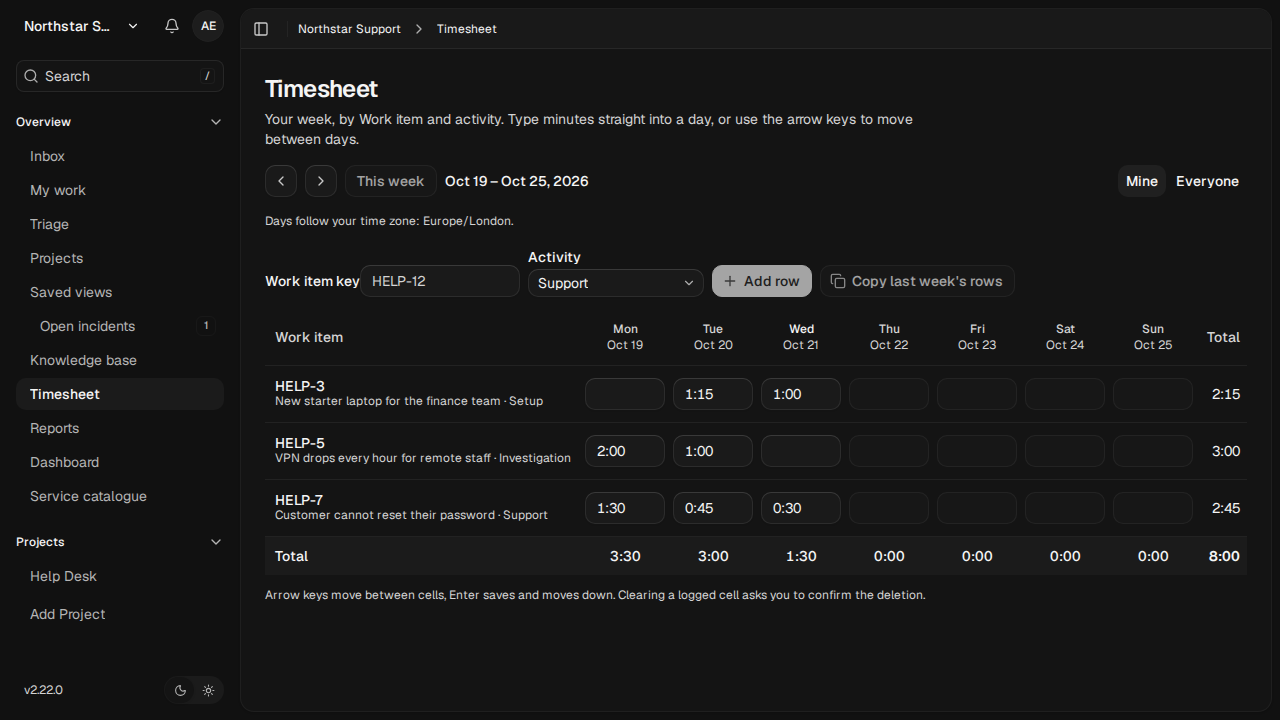 Northstar S...
AE
Search
/
Overview
Inbox
My work
Triage
Projects
Saved views
Open incidents
1
Knowledge base
Timesheet
Reports
Dashboard
Service catalogue
Projects
Help Desk
Add Project
v2.22.0
Northstar Support
Timesheet
Timesheet
Your week, by Work item and activity. Type minutes straight into a day, or use the arrow keys to move
between days.
This week
Oct 19 – Oct 25, 2026
Mine
Everyone
Days follow your time zone: Europe/London.
Work item key
HELP-12
Activity
Support
Add row
Copy last week's rows
Work item
Mon
Oct 19
Tue
Oct 20
Wed
Oct 21
Thu
Oct 22
Fri
Oct 23
Sat
Oct 24
Sun
Oct 25
Total
HELP-3
New starter laptop for the finance team · Setup
1:15
1:00
2:15
HELP-5
VPN drops every hour for remote staff · Investigation
2:00
1:00
3:00
HELP-7
Customer cannot reset their password · Support
1:30
0:45
0:30
2:45
Total
3:30
3:00
1:30
0:00
0:00
0:00
0:00
8:00
Arrow keys move between cells, Enter saves and moves down. Clearing a logged cell asks you to confirm the deletion.